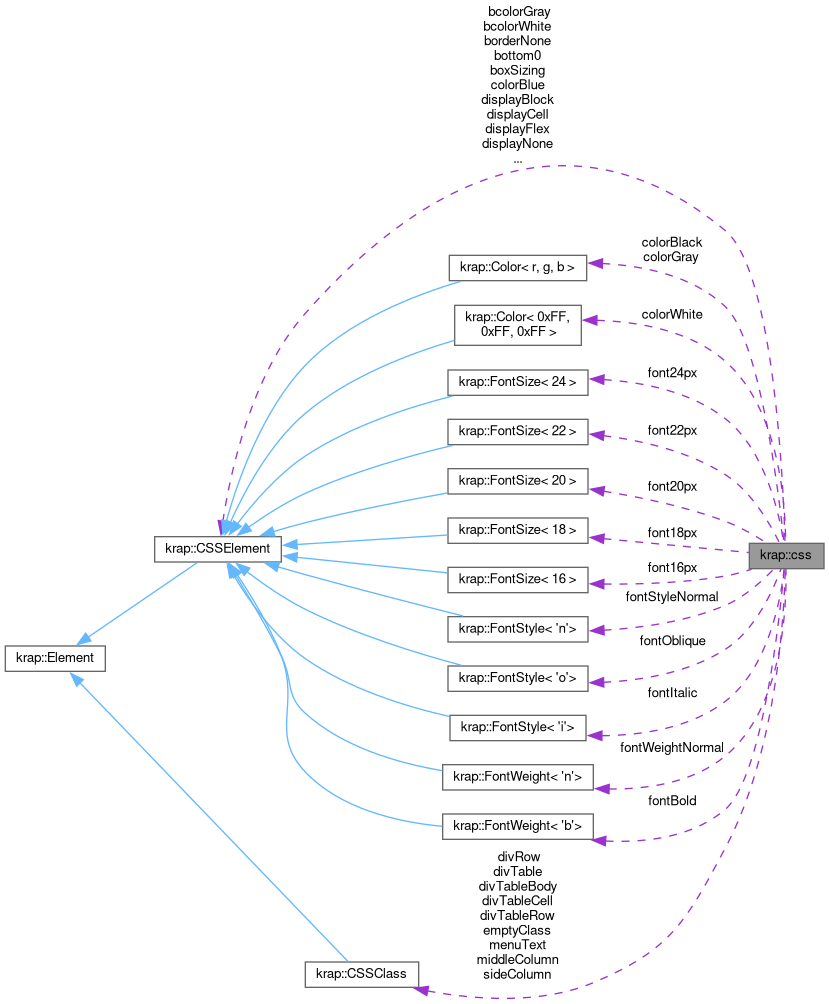 bcolorGray
bcolorWhite
borderNone
bottom0
boxSizing
colorBlue
displayBlock
displayCell
displayFlex
displayNone
...
colorBlack
colorGray
krap::Color< r, g, b >
colorWhite
krap::Color< 0xFF,
0xFF, 0xFF >
font24px
krap::FontSize< 24 >
font22px
krap::FontSize< 22 >
font20px
krap::FontSize< 20 >
font18px
krap::FontSize< 18 >
krap::CSSElement
krap::css
font16px
krap::FontSize< 16 >
fontStyleNormal
krap::FontStyle< 'n'>
fontOblique
krap::Element
krap::FontStyle< 'o'>
fontItalic
krap::FontStyle< 'i'>
fontWeightNormal
krap::FontWeight< 'n'>
fontBold
krap::FontWeight< 'b'>
divRow
divTable
divTableBody
divTableCell
divTableRow
emptyClass
menuText
middleColumn
sideColumn
krap::CSSClass